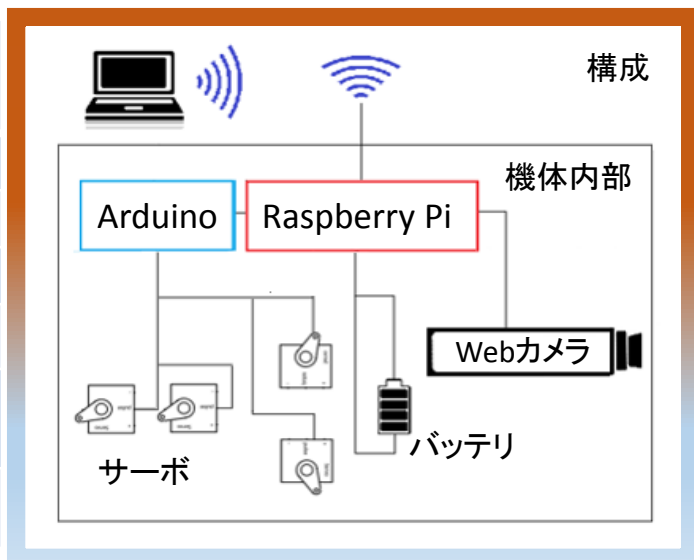 構成
機体内部
Arduino
Raspberry Pi
Webカメラ
バッテリ
サーボ